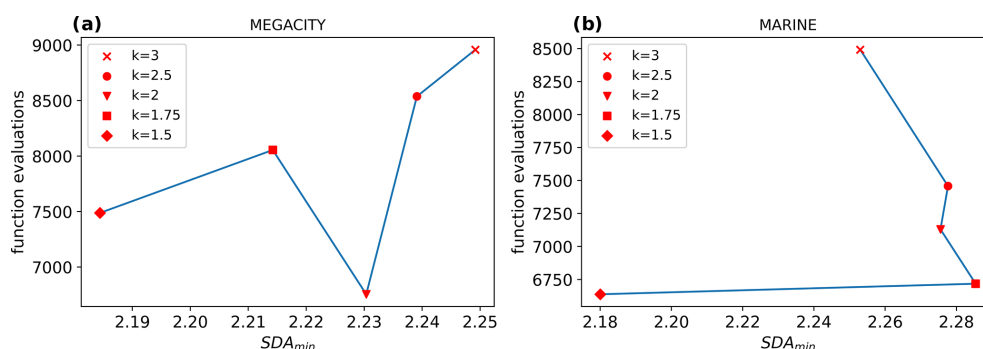 (a)
MEGACITY
function evaluations
9000
8500
8000
7500
7000
k=3
k=2.5
k=2
k=1.75
k=1.5
2.19 2.20 2.21 2.22 2.23 2.24 2.25
SDAmin
(b)
MARINE
function evaluations
8500
8250
8000
7750
7500
7250
7000
6750
k=3
k=2.5
k=2
k=1.75
k=1.5
2.18 2.20 2.22 2.24 2.26 2.28
SDAmin